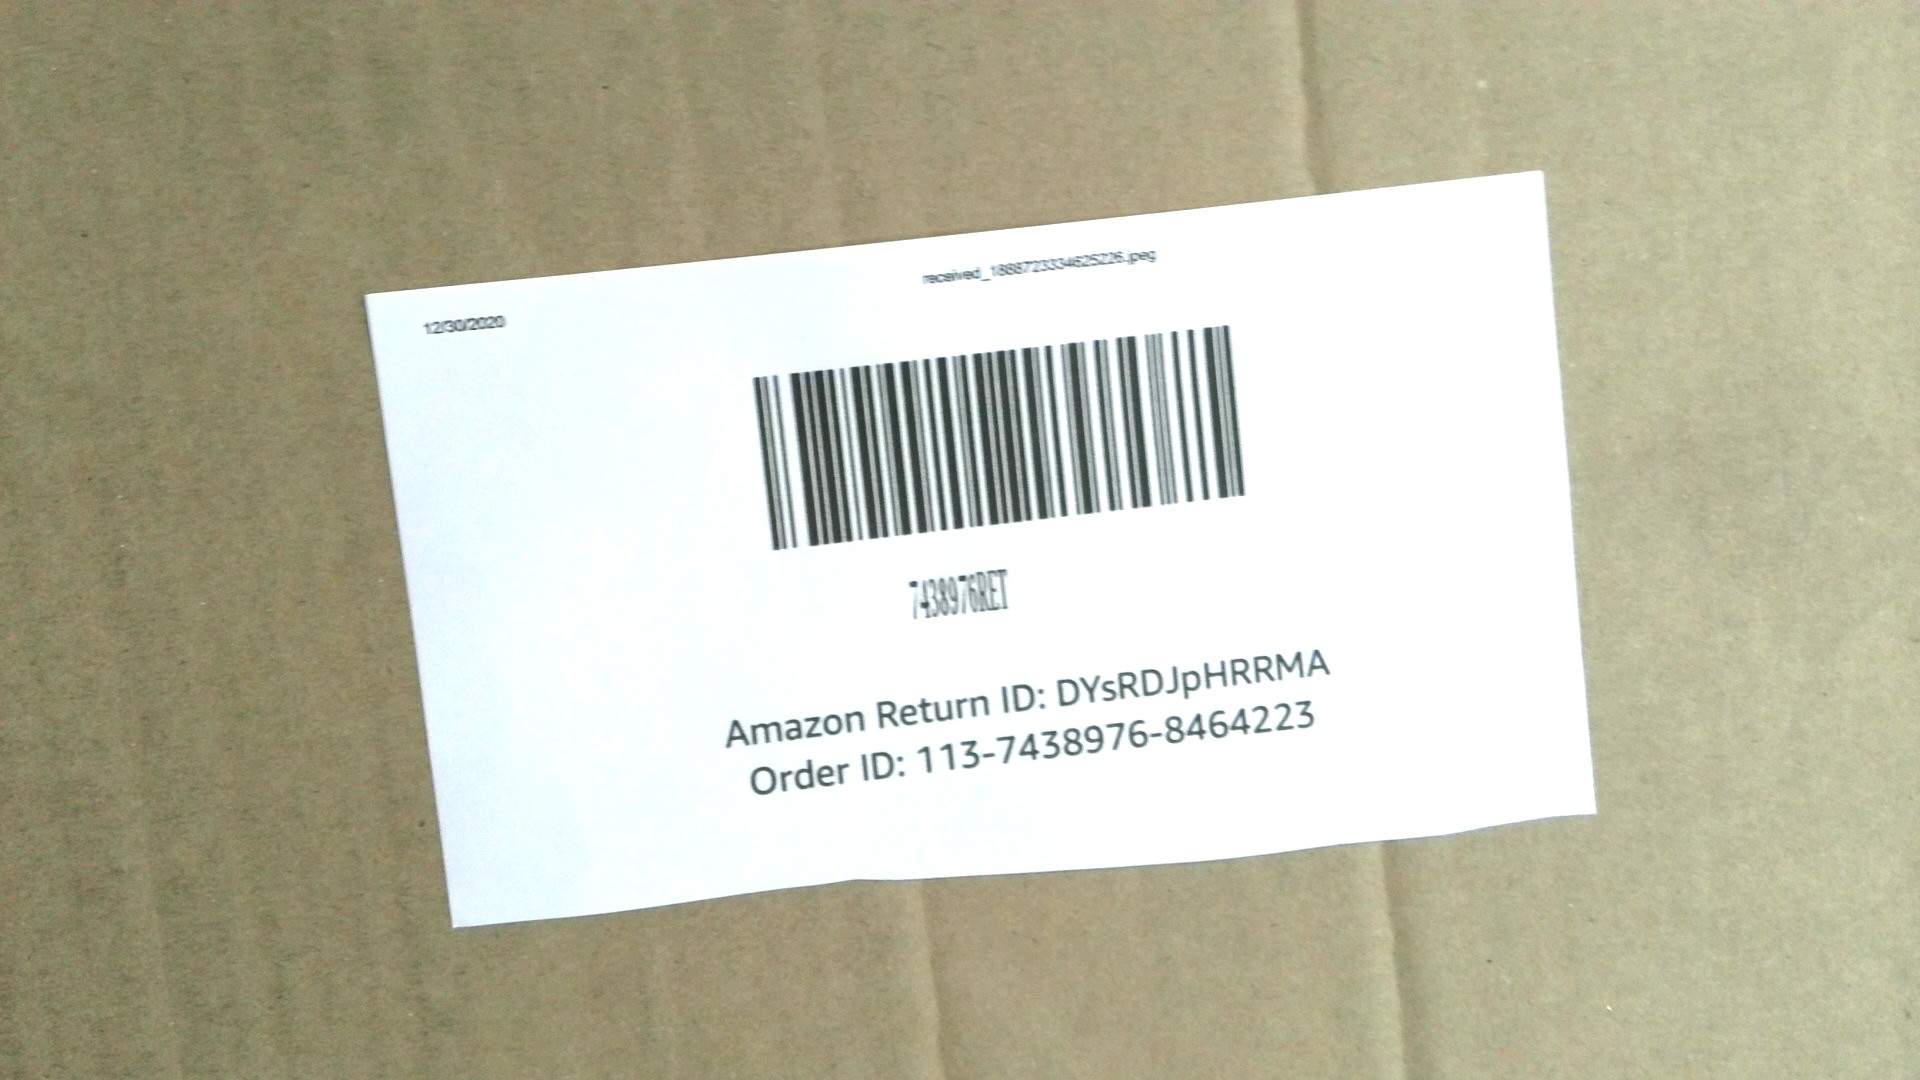 received_1888723334625226.jpeg
12/30/2020
7438976RET
Amazon Return ID: DYsRDJpHRRMA
Order ID: 113-7438976-8464223